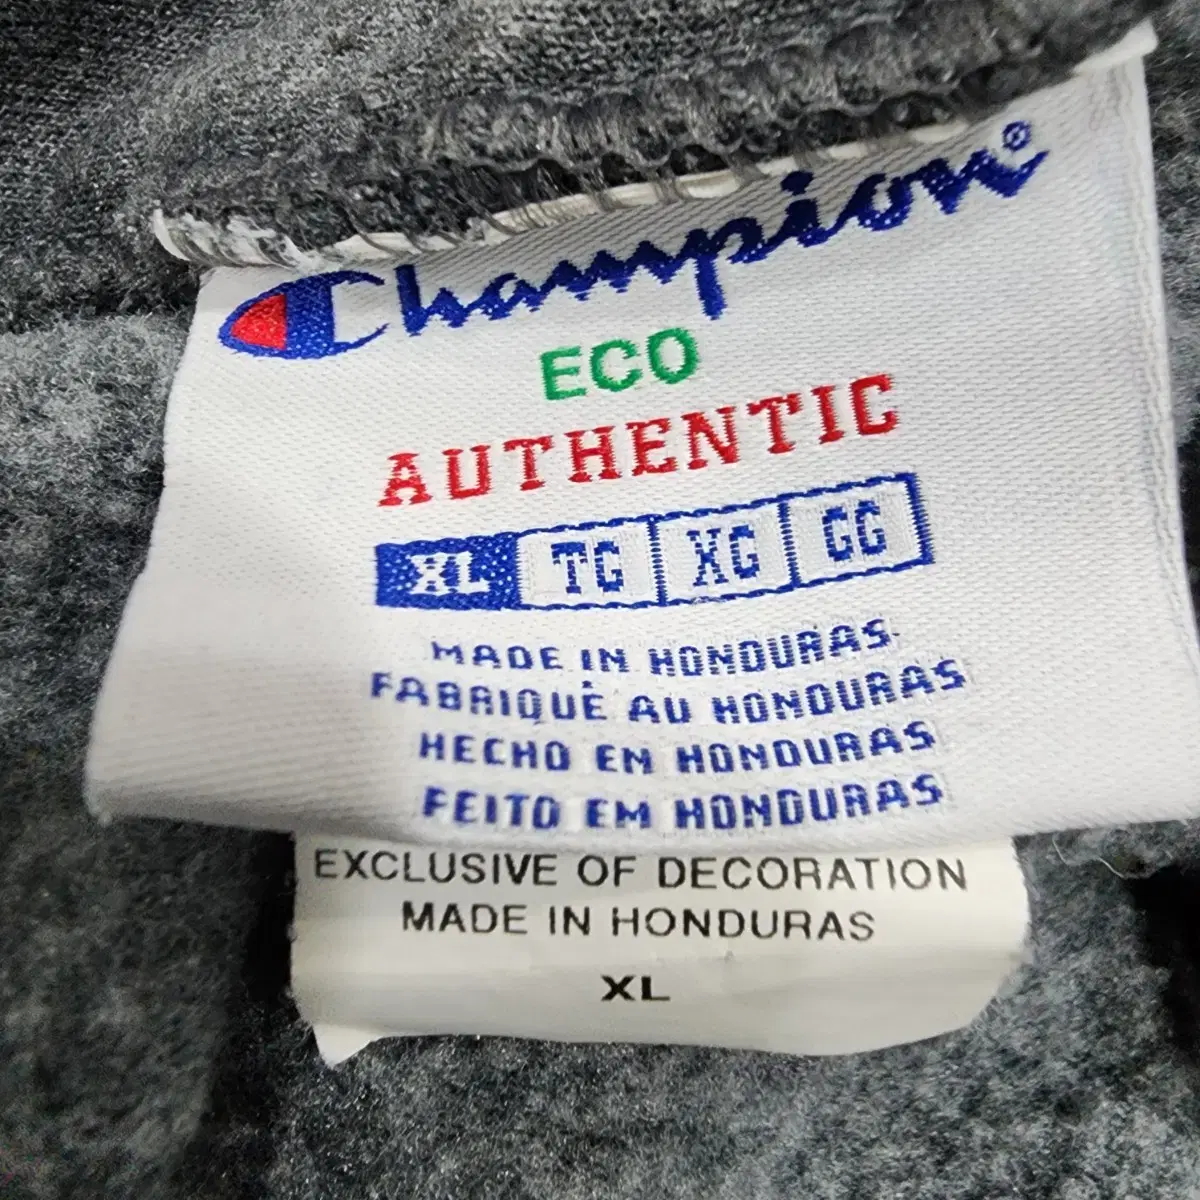 Champion®
ECO
AUTHENTIC
XL TG XG GG
MADE IN HONDURAS
FABRIQUÉ AU HONDURAS
HECHO EN HONDURAS
FEITO EM HONDURAS
EXCLUSIVE OF DECORATION
MADE IN HONDURAS
XL